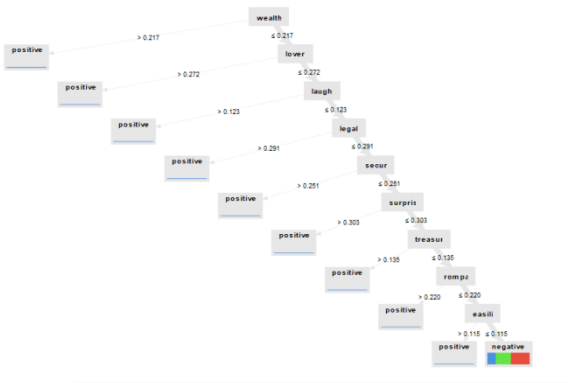 wealth
> 0.217
≤ 0.217
positive
lover
> 0.272
≤ 0.272
positive
laugh
> 0.123
≤ 0.123
positive
legal
> 0.291
≤ 0.291
positive
secur
> 0.251
≤ 0.251
positive
surpris
> 0.303
≤ 0.303
positive
treasur
> 0.135
≤ 0.135
positive
rompa
> 0.220
≤ 0.220
positive
easili
> 0.115
≤ 0.115
positive
negative